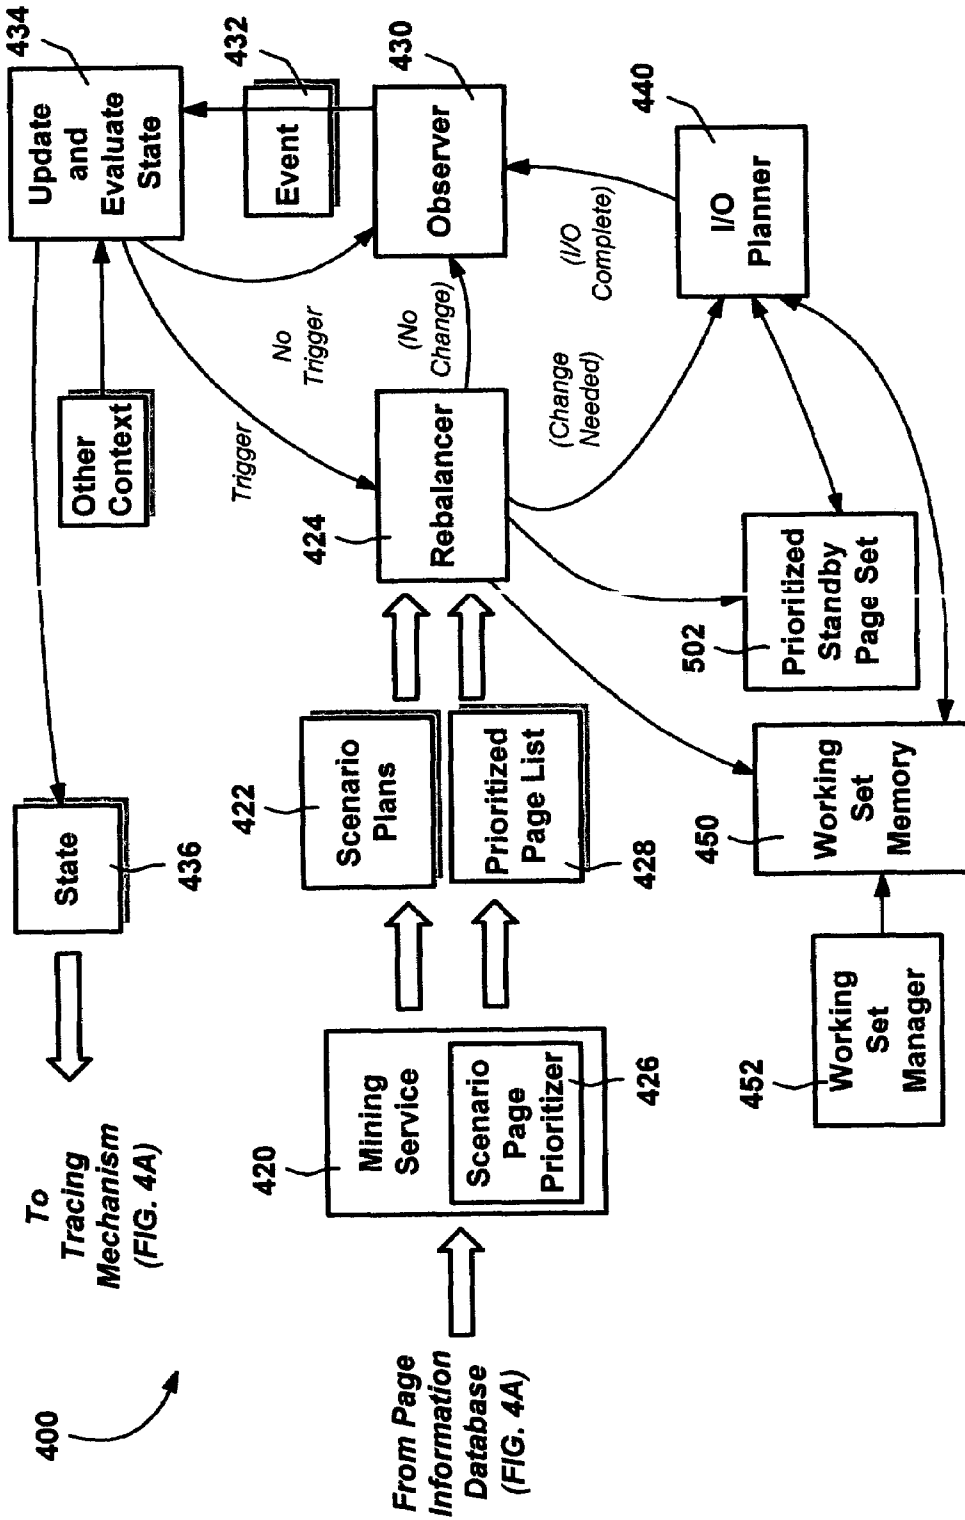 400
To
Tracing
Mechanism
(FIG. 4A)
State
436
Other
Context
Update
and
Evaluate
State
434
Event
432
Trigger
No
Trigger
From Page
Information
Database
(FIG. 4A)
420
Mining
Service
Scenario
Page
Prioritizer
426
422
Scenario
Plans
Prioritized
Page List
428
424
Rebalancer
(No
Change)
Observer
430
(Change
Needed)
(I/O
Complete)
I/O
Planner
440
452
Working
Set
Manager
450
Working
Set
Memory
502
Prioritized
Standby
Page Set